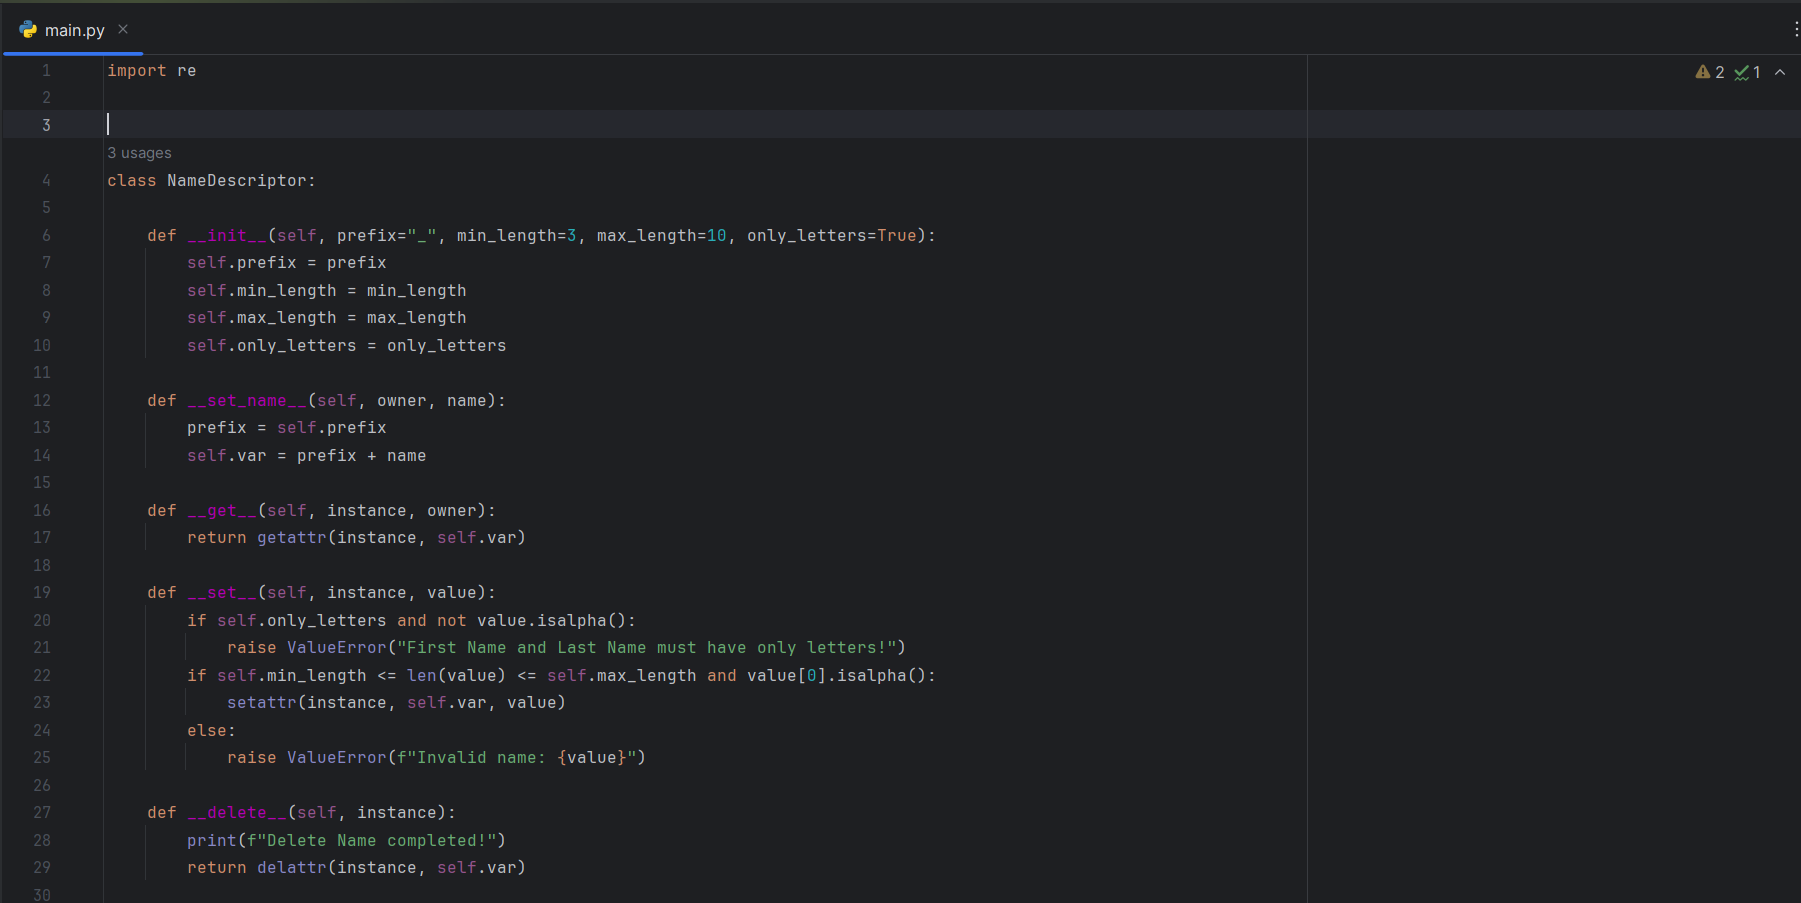 main.py
1 import re
2 1
2
3
3 usages
4 class NameDescriptor:
5
6     def __init__(self, prefix="_", min_length=3, max_length=10, only_letters=True):
7         self.prefix = prefix
8         self.min_length = min_length
9         self.max_length = max_length
10         self.only_letters = only_letters
11
12     def __set_name__(self, owner, name):
13         prefix = self.prefix
14         self.var = prefix + name
15
16     def __get__(self, instance, owner):
17         return getattr(instance, self.var)
18
19     def __set__(self, instance, value):
20         if self.only_letters and not value.isalpha():
21             raise ValueError("First Name and Last Name must have only letters!")
22         if self.min_length <= len(value) <= self.max_length and value[0].isalpha():
23             setattr(instance, self.var, value)
24         else:
25             raise ValueError(f"Invalid name: {value}")
26
27     def __delete__(self, instance):
28         print(f"Delete Name completed!")
29         return delattr(instance, self.var)
30